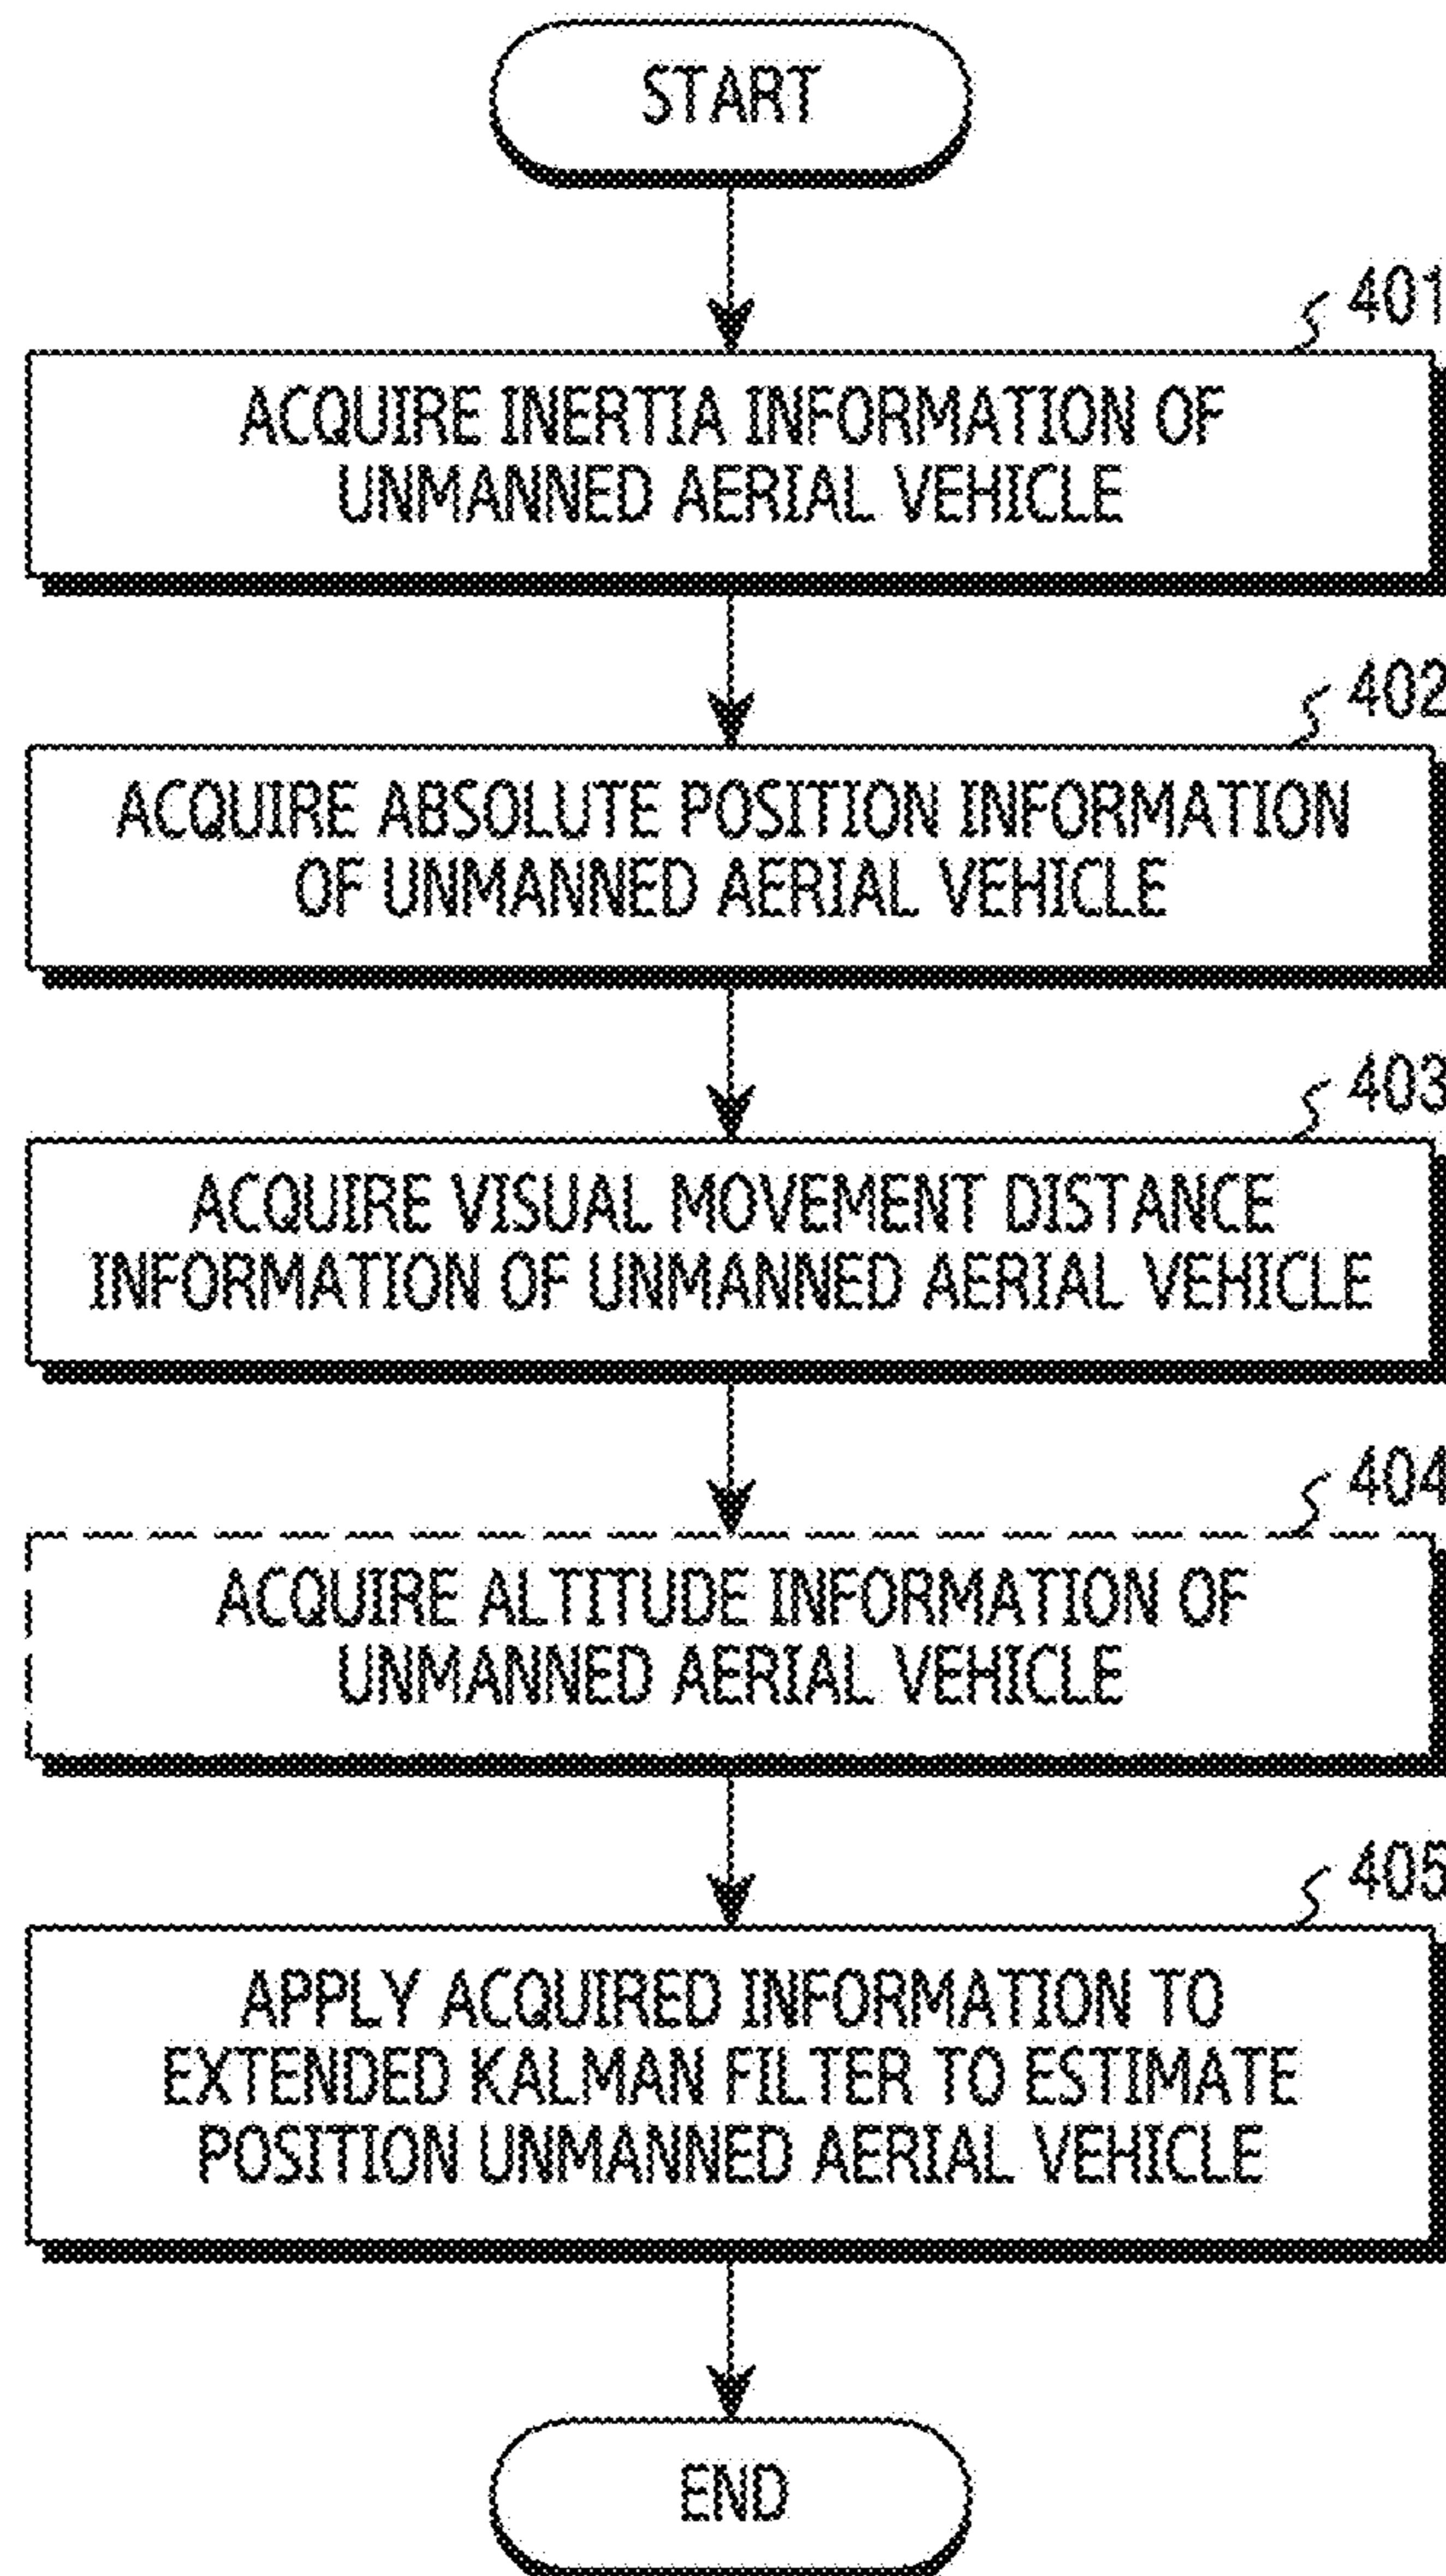 START
401
ACQUIRE INERTIA INFORMATION OF
UNMANNED AERIAL VEHICLE
402
ACQUIRE ABSOLUTE POSITION INFORMATION
OF UNMANNED AERIAL VEHICLE
403
ACQUIRE VISUAL MOVEMENT DISTANCE
INFORMATION OF UNMANNED AERIAL VEHICLE
404
ACQUIRE ALTITUDE INFORMATION OF
UNMANNED AERIAL VEHICLE
405
APPLY ACQUIRED INFORMATION TO
EXTENDED KALMAN FILTER TO ESTIMATE
POSITION UNMANNED AERIAL VEHICLE
END